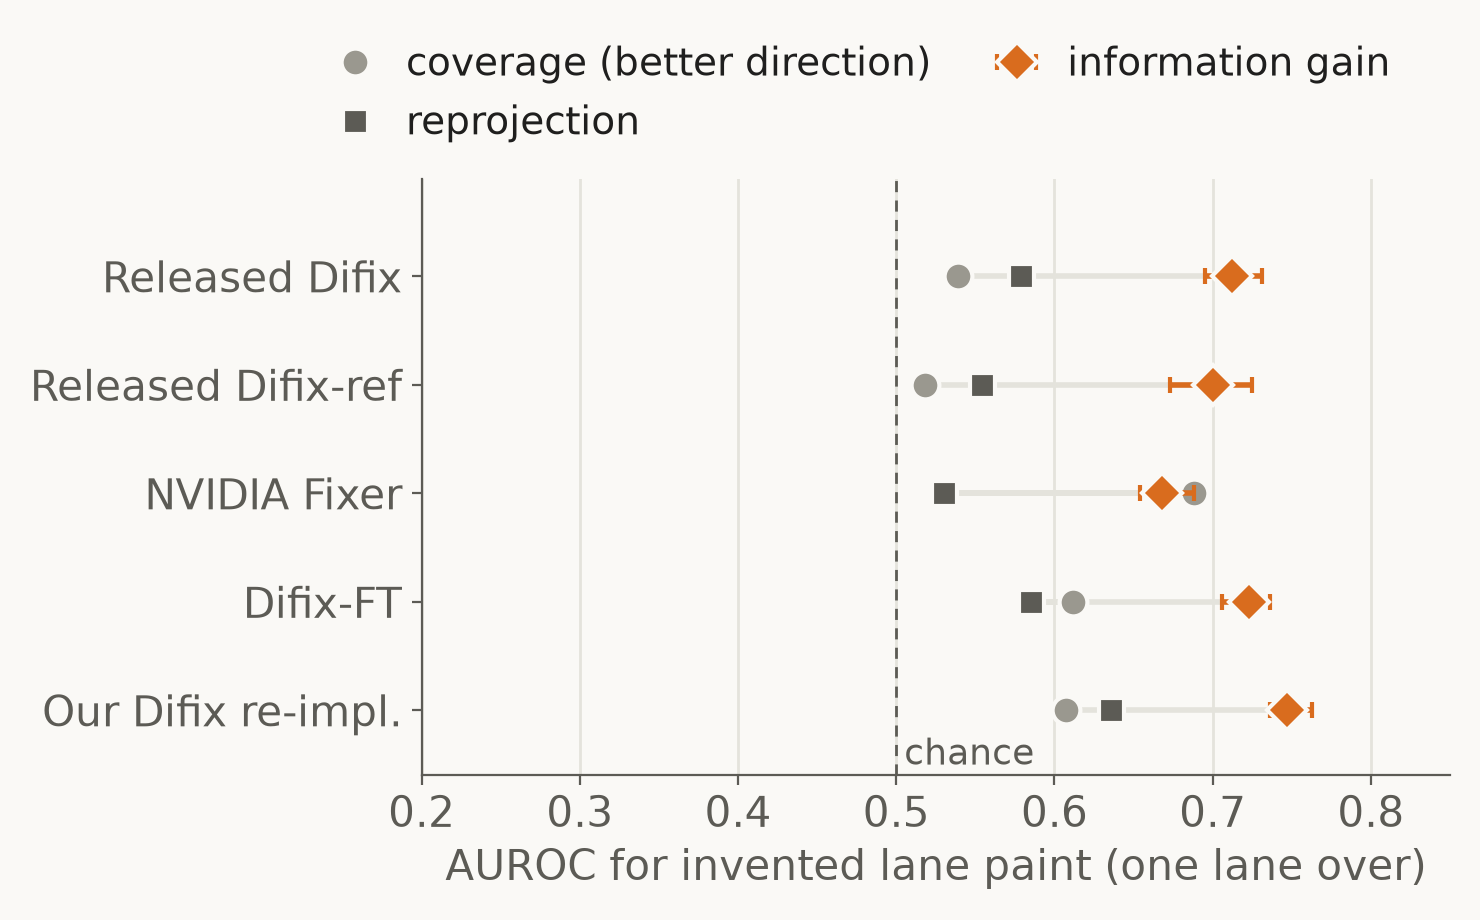 coverage (better direction)
information gain
reprojection
Released Difix
Released Difix-ref
NVIDIA Fixer
Difix-FT
Our Difix re-impl.
chance
0.2 0.3 0.4 0.5 0.6 0.7 0.8
AUROC for invented lane paint (one lane over)